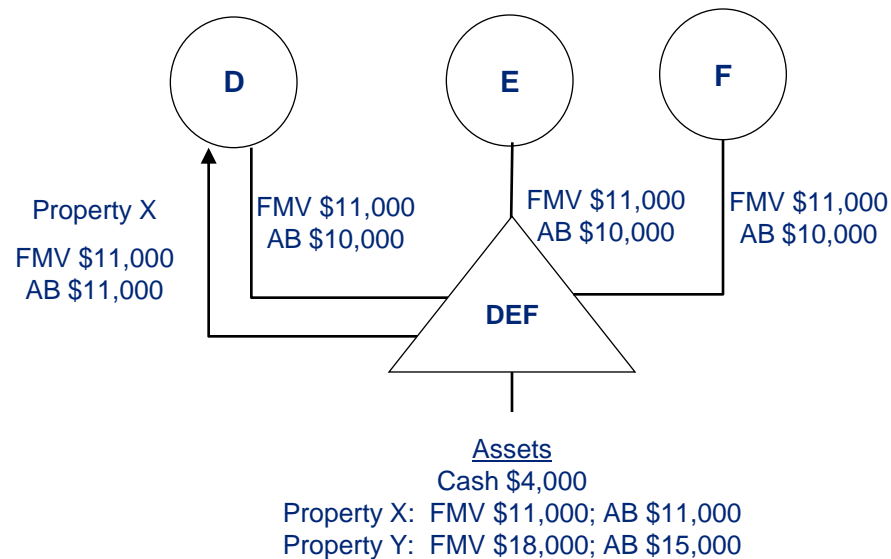 D
E
F
Property X
FMV $11,000
AB $11,000
FMV $11,000
AB $10,000
FMV $11,000
AB $10,000
FMV $11,000
AB $10,000
DEF
Assets
Cash $4,000
Property X: FMV $11,000; AB $11,000
Property Y: FMV $18,000; AB $15,000